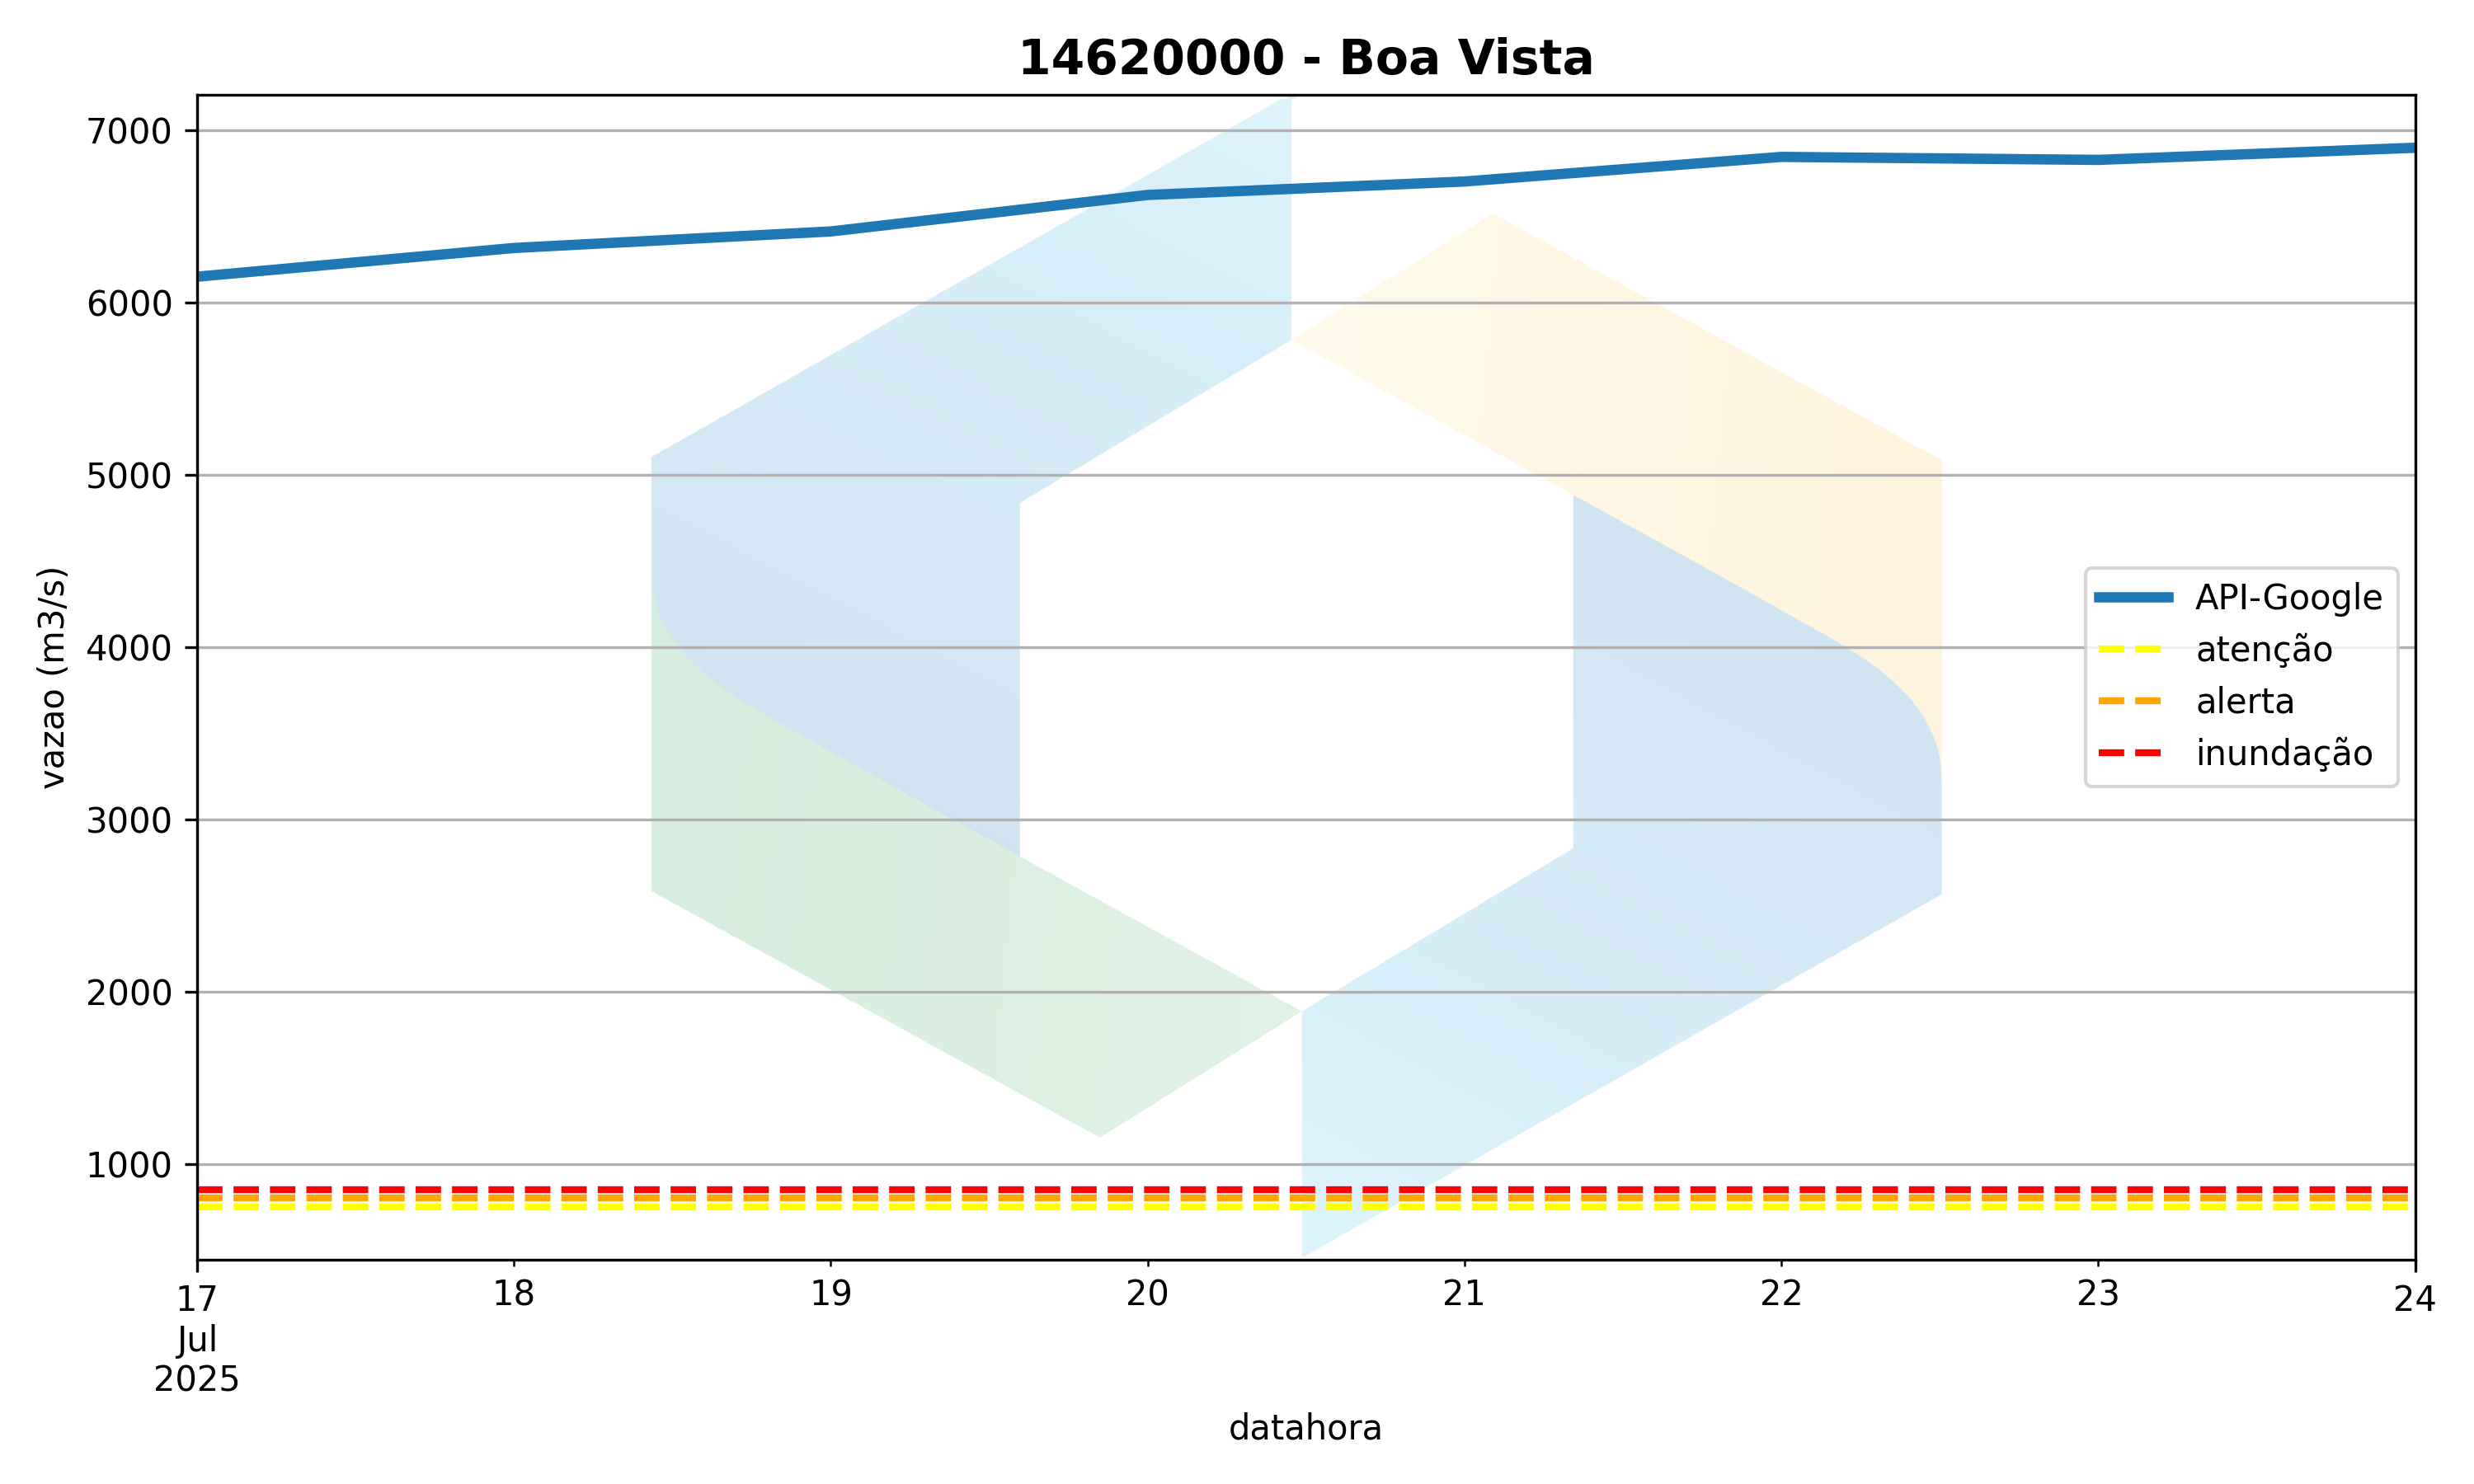 14620000 - Boa Vista
7000
6000
5000
4000
3000
2000
1000
vazao (m3/s)
API-Google
atenção
alerta
inundação
17 18 19 20 21 22 23 24
Jul
2025
datahora